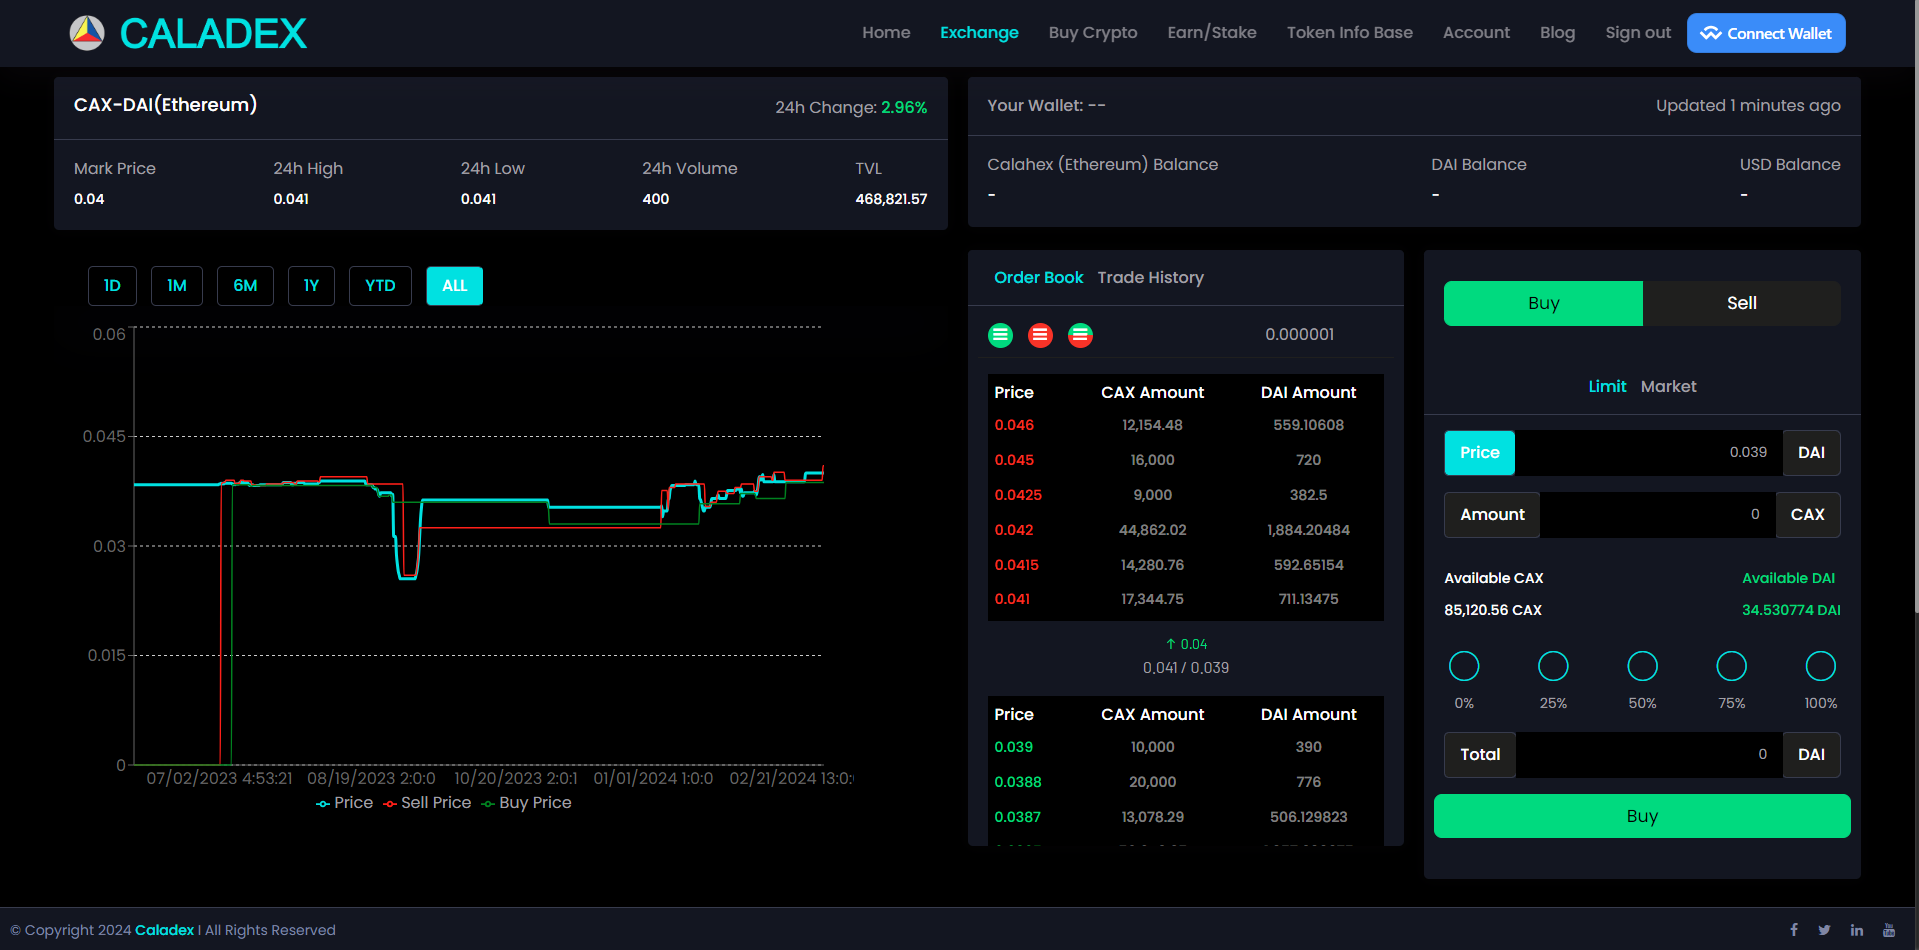 CALADEX
Home Exchange Buy Crypto Earn/Stake Token Info Base Account Blog Sign out Connect Wallet
CAX-DAI(Ethereum) 24h Change: 2.96%
Mark Price 24h High 24h Low 24h Volume TVL
0.04 0.041 0.041 400 468,821.57
Your Wallet: -- Updated 1 minutes ago
Calahex (Ethereum) Balance DAI Balance USD Balance
- - -
1D 1M 6M 1Y YTD ALL
0.06
0.045
0.03
0.015
0
07/02/2023 4:53:21 08/19/2023 2:0:0 10/20/2023 2:0:1 01/01/2024 1:0:0 02/21/2024 13:0:
Price Sell Price Buy Price
Order Book Trade History
0.000001
Price CAX Amount DAI Amount
0.046 12,154.48 559.10608
0.045 16,000 720
0.0425 9,000 382.5
0.042 44,862.02 1,884.20484
0.0415 14,280.76 592.65154
0.041 17,344.75 711.13475
↑ 0.04
0.041 / 0.039
Price CAX Amount DAI Amount
0.039 10,000 390
0.0388 20,000 776
0.0387 13,078.29 506.129823
Buy Sell
Limit Market
Price 0.039 DAI
Amount 0 CAX
Available CAX Available DAI
85,120.56 CAX 34.530774 DAI
0% 25% 50% 75% 100%
Total 0 DAI
Buy
© Copyright 2024 Caladex | All Rights Reserved